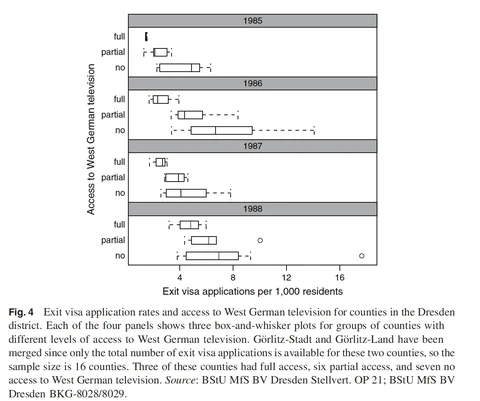 1985
full
partial
no
1986
full
partial
no
1987
full
partial
no
1988
full
partial
no
Access to West German television
4 8 12 16
Exit visa applications per 1,000 residents
Fig. 4 Exit visa application rates and access to West German television for counties in the Dresden
district. Each of the four panels shows three box-and-whisker plots for groups of counties with
different levels of access to West German television. Görlitz-Stadt and Görlitz-Land have been
merged since only the total number of exit visa applications is available for these two counties, so the
sample size is 16 counties. Three of these counties had full access, six partial access, and seven no
access to West German television. Source: BStU MfS BV Dresden Stellvert. OP 21; BStU MfS BV
Dresden BKG-8028/8029.